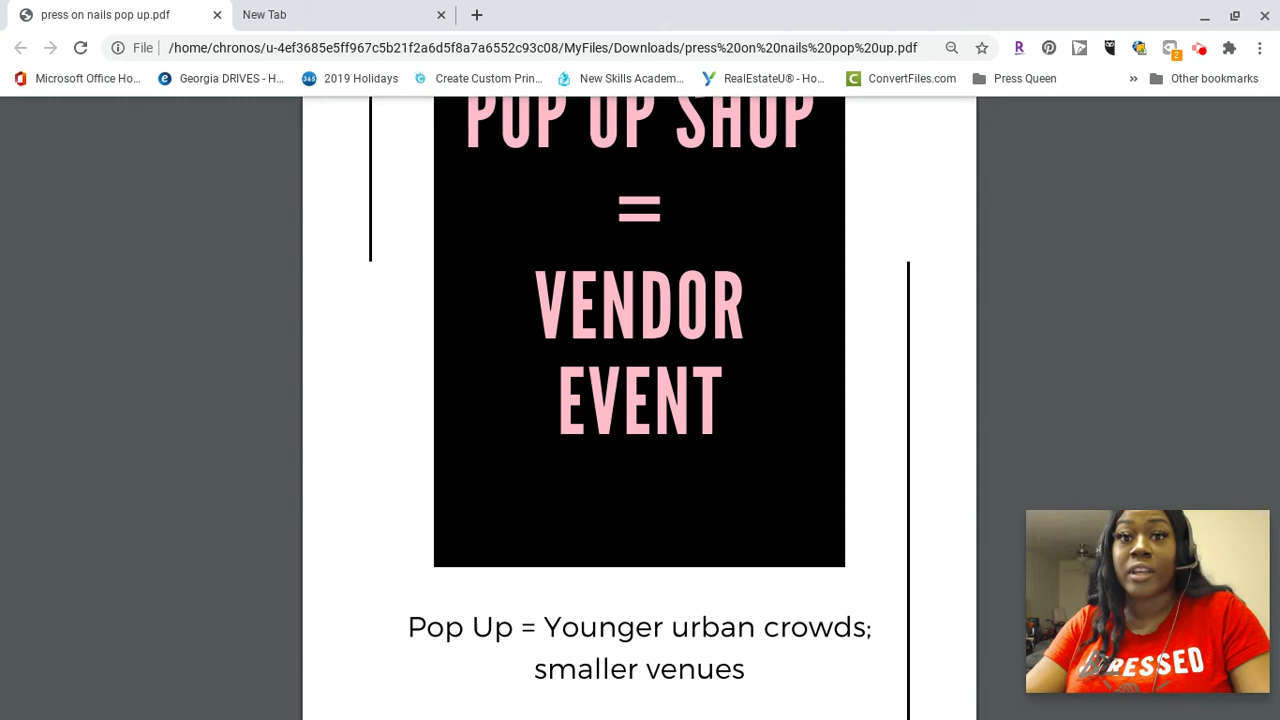 press on nails pop up.pdf
New Tab
File
/home/chronos/u-4ef3685e5ff967c5b21f2a6d5f8a7a6552c93c08/MyFiles/Downloads/press%20on%20nails%20pop%20up.pdf
2
Microsoft Office Ho...
Georgia DRIVES - H...
365
2019 Holidays
Create Custom Prin...
New Skills Academ...
RealEstateU® - Ho...
ConvertFiles.com
Press Queen
»
Other bookmarks
POP UP SHOP
=
VENDOR
EVENT
Pop Up = Younger urban crowds;
smaller venues